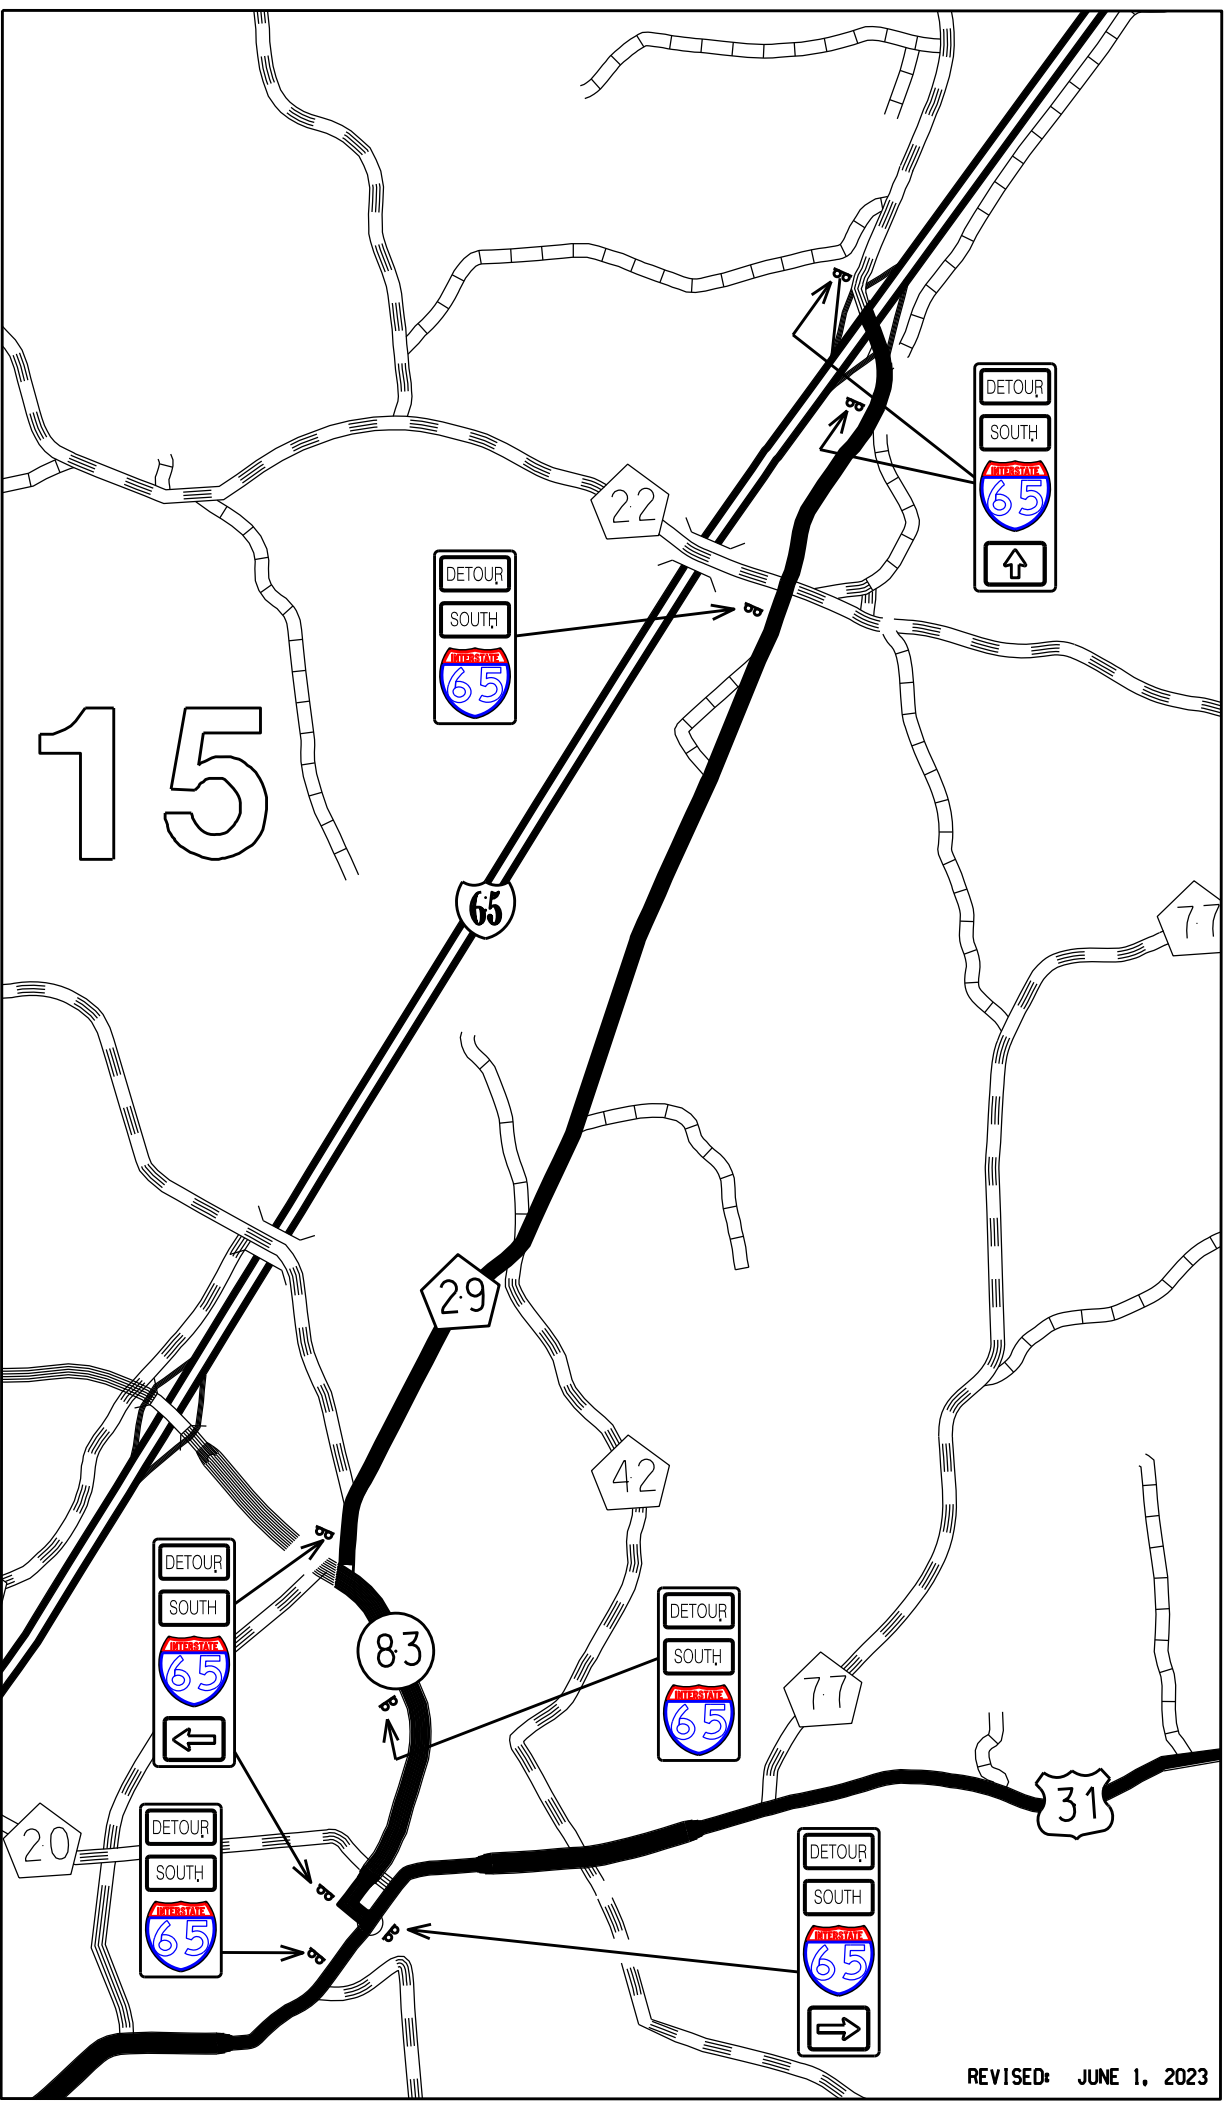 DETOUR
SOUTH
INTERSTATE
65
22
DETOUR
SOUTH
INTERSTATE
65
15
65
77
29
42
DETOUR
SOUTH
INTERSTATE
65
83
DETOUR
SOUTH
INTERSTATE
65
77
31
20
DETOUR
SOUTH
INTERSTATE
65
DETOUR
SOUTH
INTERSTATE
65
REVISED: JUNE 1, 2023